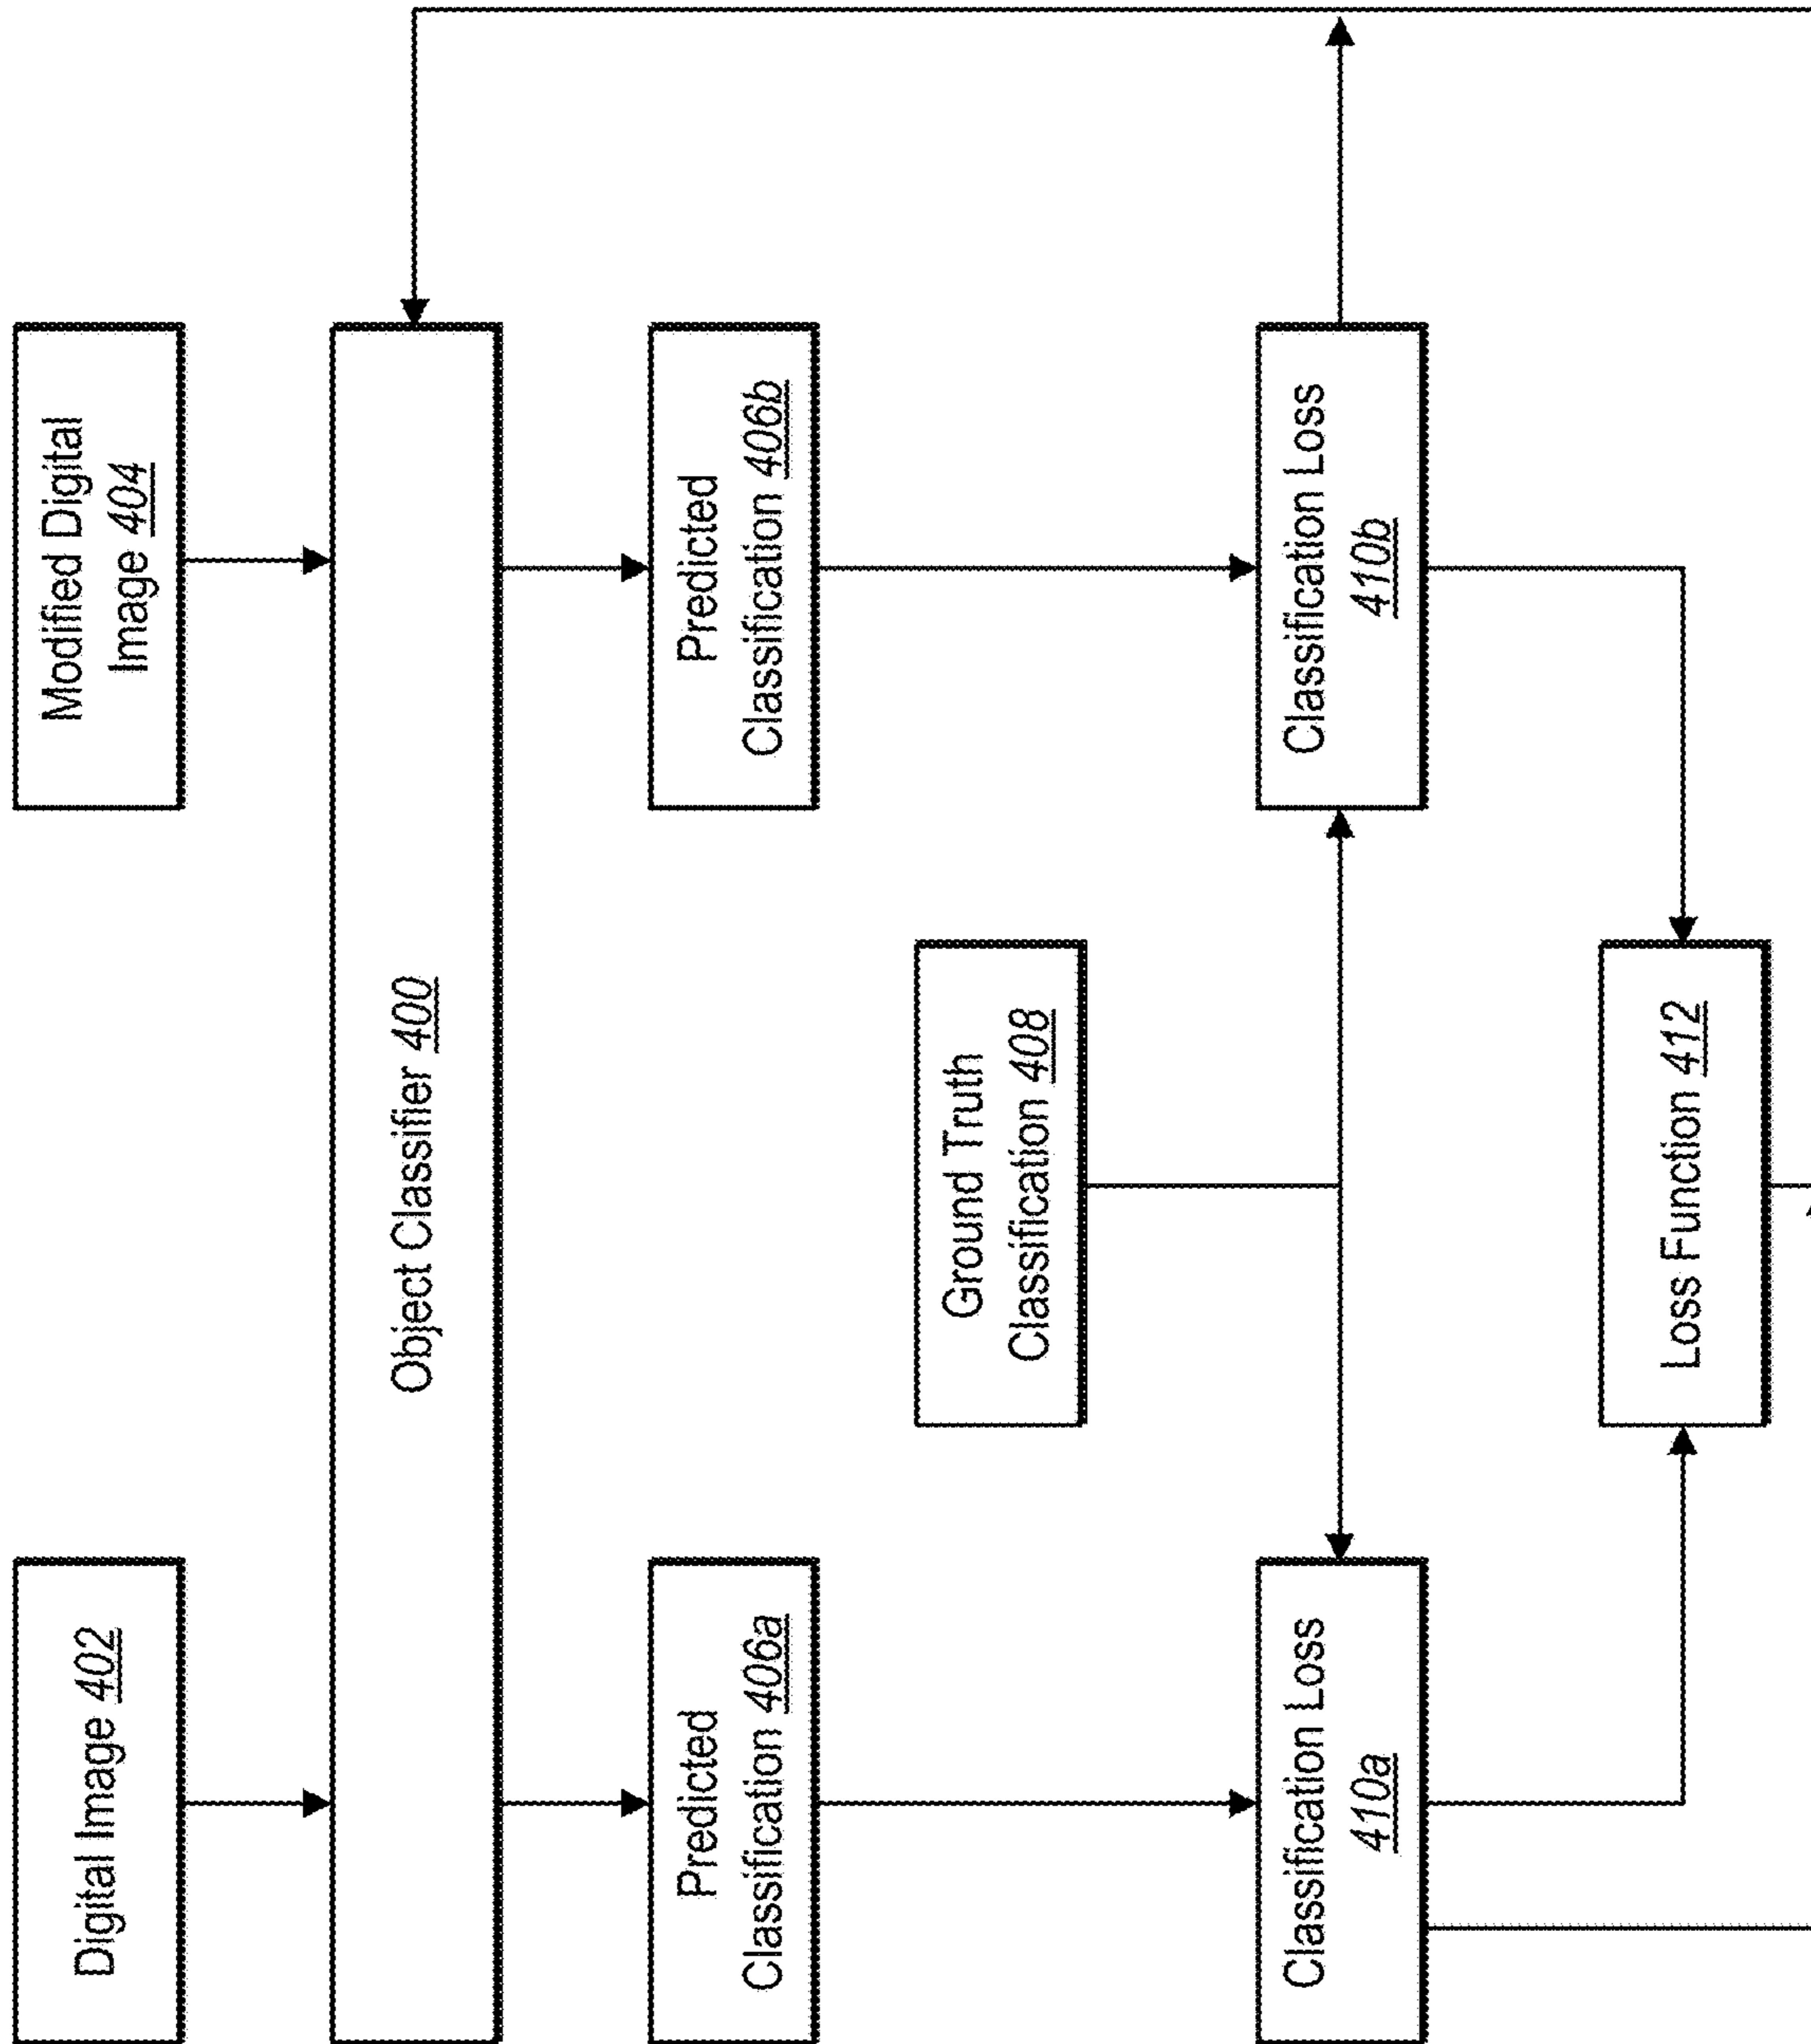 Digital Image 402
Modified Digital
Image 404
Object Classifier 400
Predicted
Classification 406a
Predicted
Classification 406b
Ground Truth
Classification 408
Classification Loss
410a
Classification Loss
410b
Loss Function 412